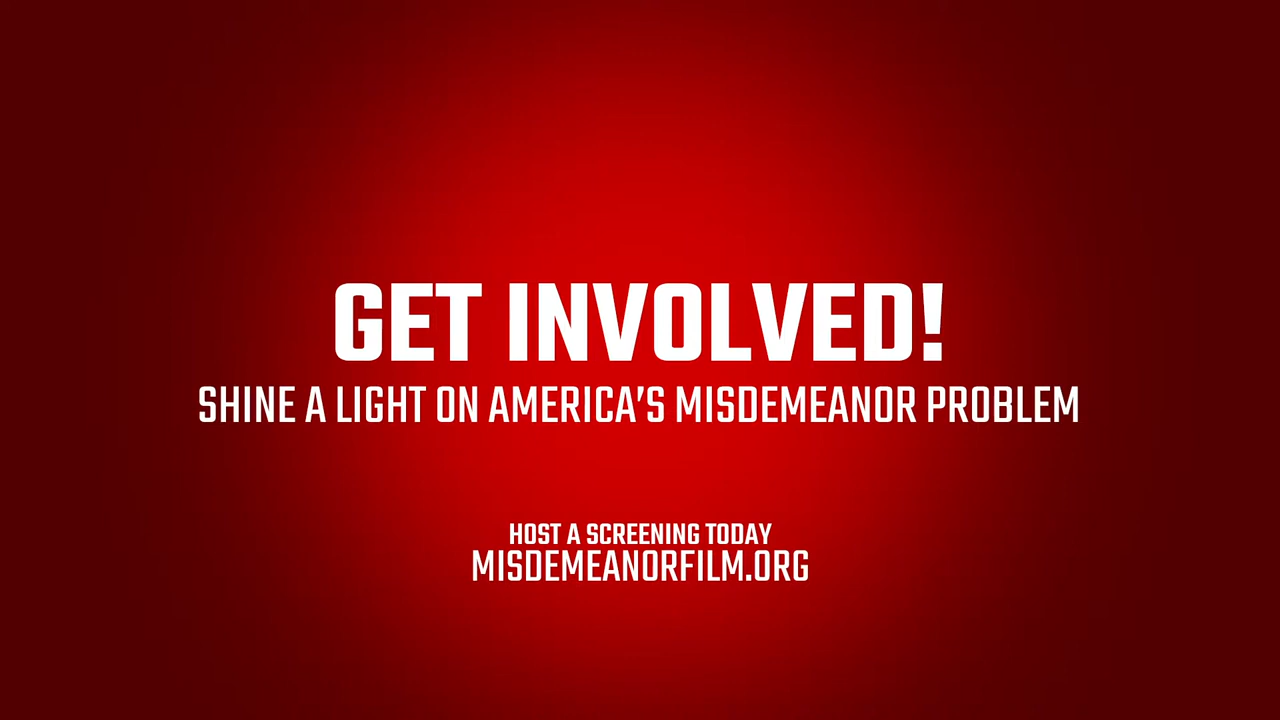 GET INVOLVED!
SHINE A LIGHT ON AMERICA'S MISDEMEANOR PROBLEM
HOST A SCREENING TODAY
MISDEMEANORFILM.ORG